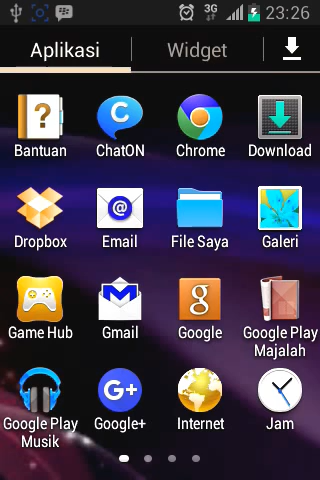 3G 23:26
Aplikasi Widget
Bantuan ChatON Chrome Download
Dropbox Email File Saya Galeri
Game Hub Gmail Google Google Play
Majalah
Google Play Google+ Internet Jam
Musik